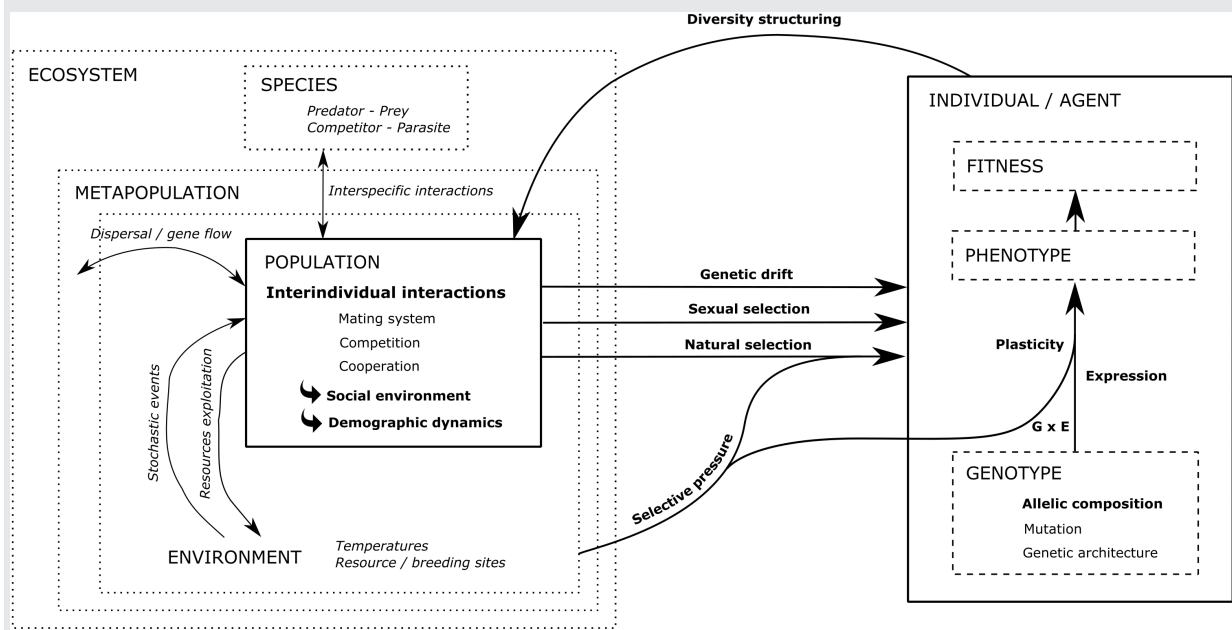 Diversity structuring
ECOSYSTEM
SPECIES
Predator - Prey
Competitor - Parasite
Interspecific interactions
METAPOPULATION
Dispersal / gene flow
POPULATION
Interindividual interactions
Mating system
Competition
Cooperation
Social environment
Demographic dynamics
Stochastic events
Resources exploitation
ENVIRONMENT
Temperatures
Resource / breeding sites
Genetic drift
Sexual selection
Natural selection
Selective pressure
INDIVIDUAL / AGENT
FITNESS
PHENOTYPE
Plasticity
Expression
G x E
GENOTYPE
Allelic composition
Mutation
Genetic architecture